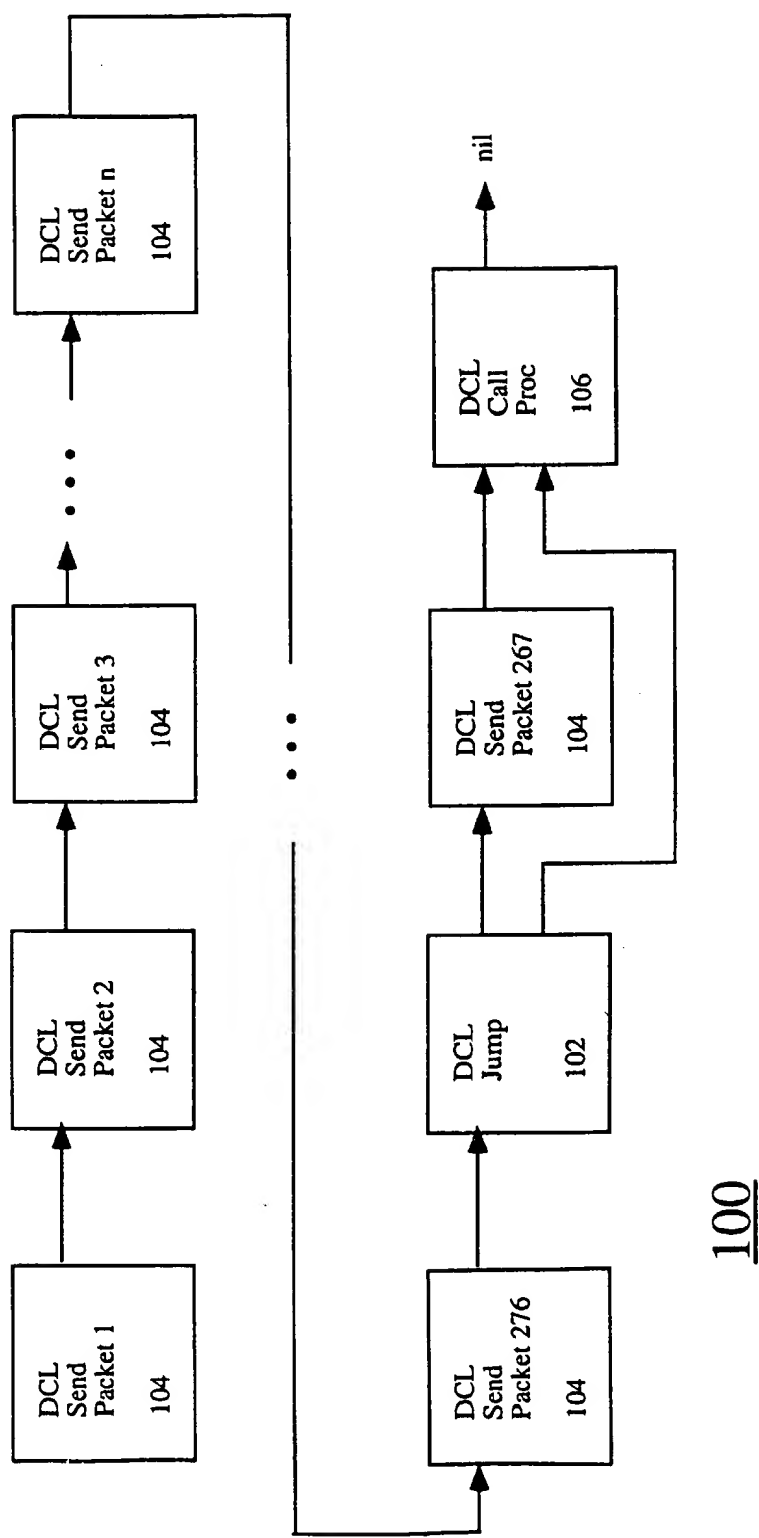 DCL
Send
Packet 1
104
DCL
Send
Packet 2
104
DCL
Send
Packet 3
104
DCL
Send
Packet n
104
DCL
Send
Packet 276
104
DCL
Jump
102
DCL
Send
Packet 267
104
DCL
Call
Proc
106
nil
100